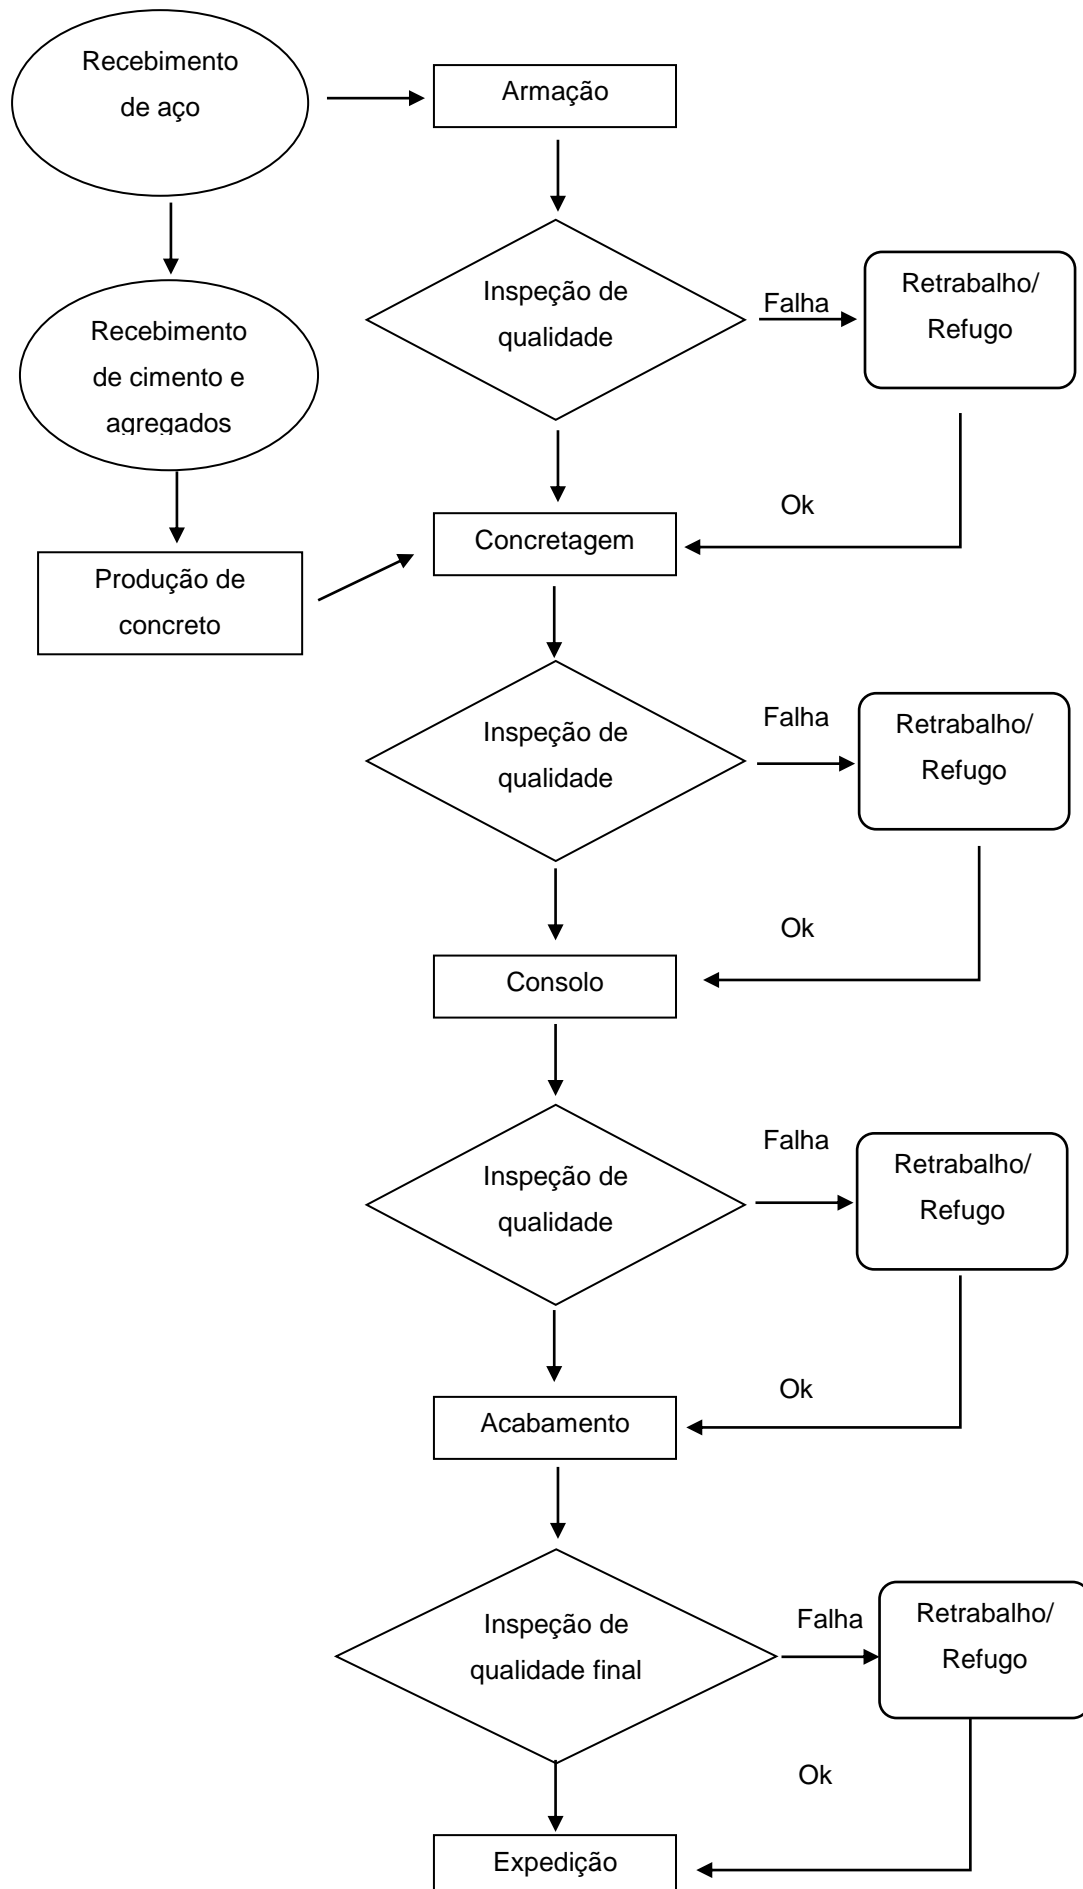 Recebimento
de aço
Armação
Inspeção de
qualidade
Falha
Retrabalho/
Refugo
Recebimento
de cimento e
agregados
Ok
Concretagem
Produção de
concreto
Inspeção de
qualidade
Falha
Retrabalho/
Refugo
Ok
Consolo
Inspeção de
qualidade
Falha
Retrabalho/
Refugo
Ok
Acabamento
Inspeção de
qualidade final
Falha
Retrabalho/
Refugo
Ok
Expedição